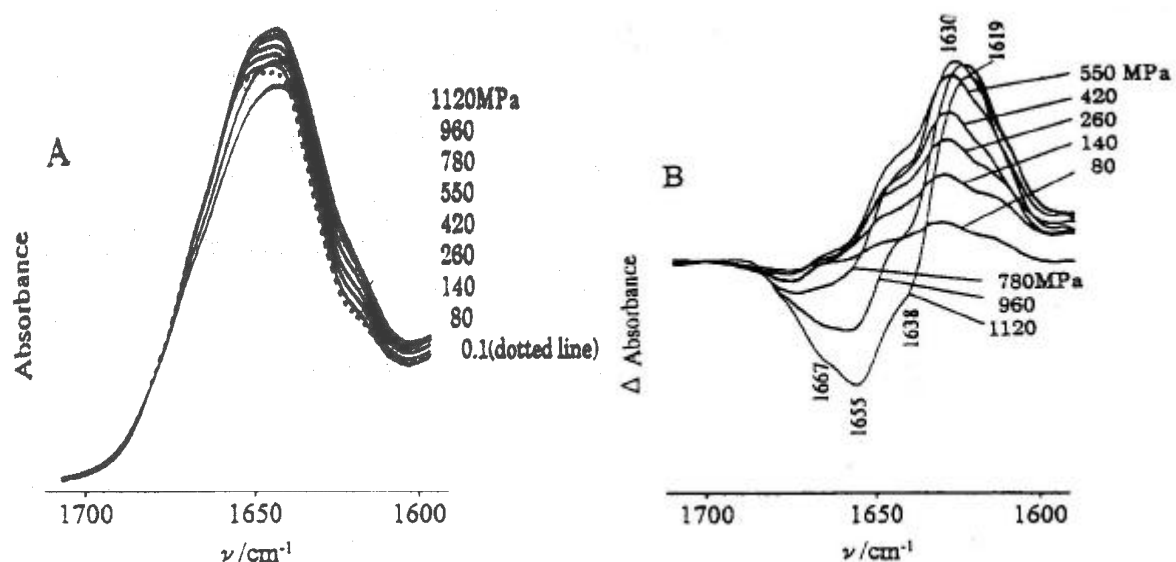 A
Absorbance
1120MPa
960
780
550
420
260
140
80
0.1(dotted line)
1700
1650
1600
ν/cm-1
B
Δ Absorbance
1630
1619
550 MPa
420
260
140
80
780MPa
960
1120
1638
1667
1655
1700
1650
1600
ν/cm-1